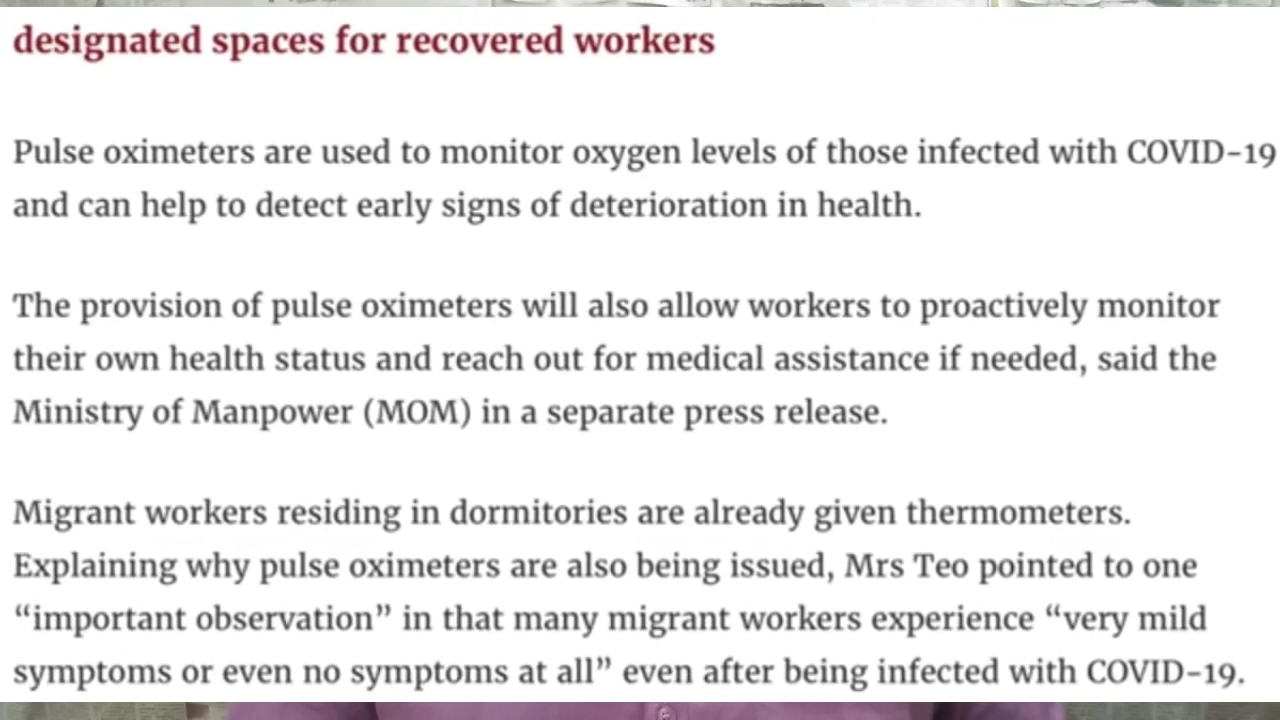 designated spaces for recovered workers
Pulse oximeters are used to monitor oxygen levels of those infected with COVID-19
and can help to detect early signs of deterioration in health.
The provision of pulse oximeters will also allow workers to proactively monitor
their own health status and reach out for medical assistance if needed, said the
Ministry of Manpower (MOM) in a separate press release.
Migrant workers residing in dormitories are already given thermometers.
Explaining why pulse oximeters are also being issued, Mrs Teo pointed to one
“important observation” in that many migrant workers experience “very mild
symptoms or even no symptoms at all” even after being infected with COVID-19.